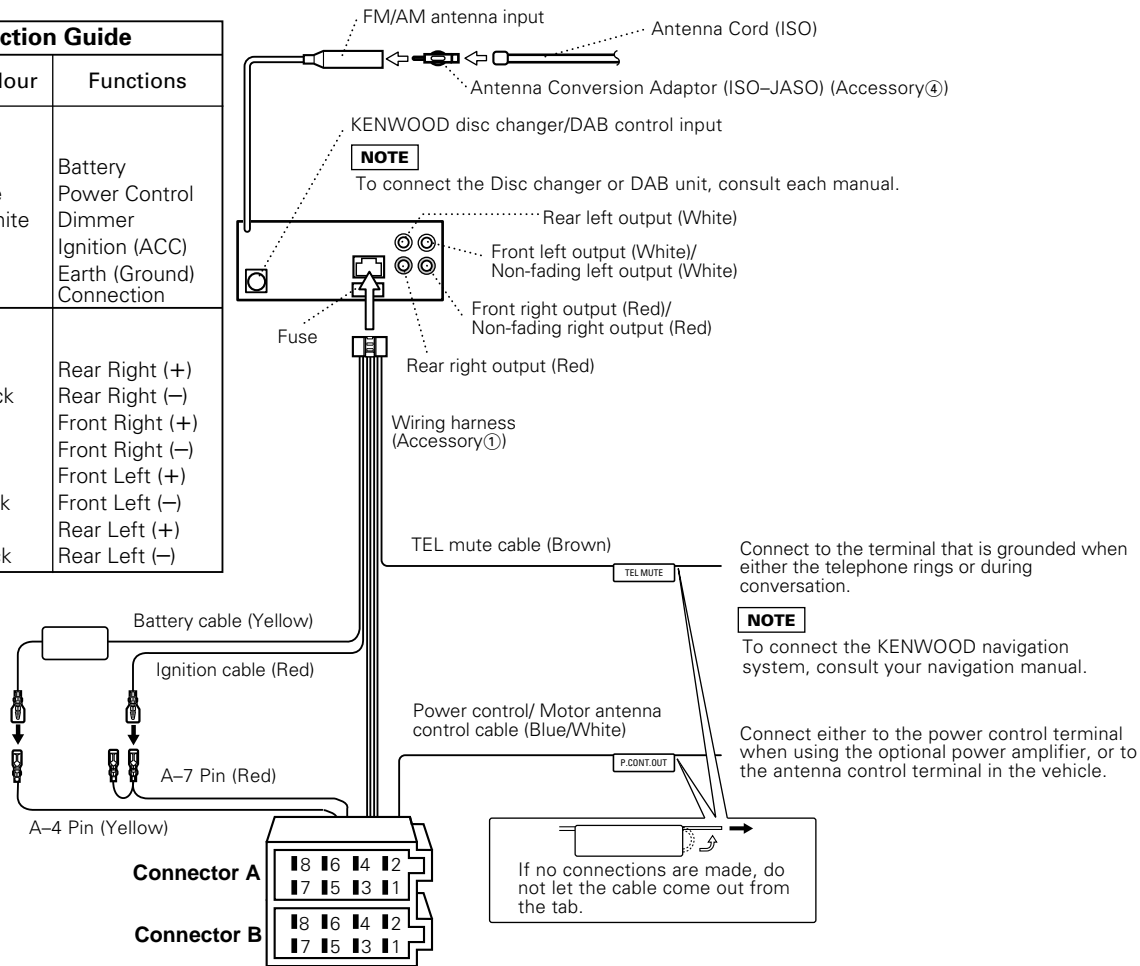 ction Guide
lour Functions
Battery
Power Control
Dimmer
Ignition (ACC)
Earth (Ground)
Connection
Rear Right (+)
Rear Right (−)
Front Right (+)
Front Right (−)
Front Left (+)
Front Left (−)
Rear Left (+)
Rear Left (−)
FM/AM antenna input
Antenna Cord (ISO)
Antenna Conversion Adaptor (ISO–JASO) (Accessory④)
KENWOOD disc changer/DAB control input
NOTE
To connect the Disc changer or DAB unit, consult each manual.
Rear left output (White)
Front left output (White)/
Non-fading left output (White)
Front right output (Red)/
Non-fading right output (Red)
Fuse
Rear right output (Red)
Wiring harness
(Accessory①)
TEL mute cable (Brown)
TEL MUTE
Connect to the terminal that is grounded when
either the telephone rings or during
conversation.
NOTE
To connect the KENWOOD navigation
system, consult your navigation manual.
Battery cable (Yellow)
Ignition cable (Red)
Power control/ Motor antenna
control cable (Blue/White)
P.CONT.OUT
Connect either to the power control terminal
when using the optional power amplifier, or to
the antenna control terminal in the vehicle.
A–7 Pin (Red)
A–4 Pin (Yellow)
If no connections are made, do
not let the cable come out from
the tab.
Connector A
8 6 4 2
7 5 3 1
Connector B
8 6 4 2
7 5 3 1